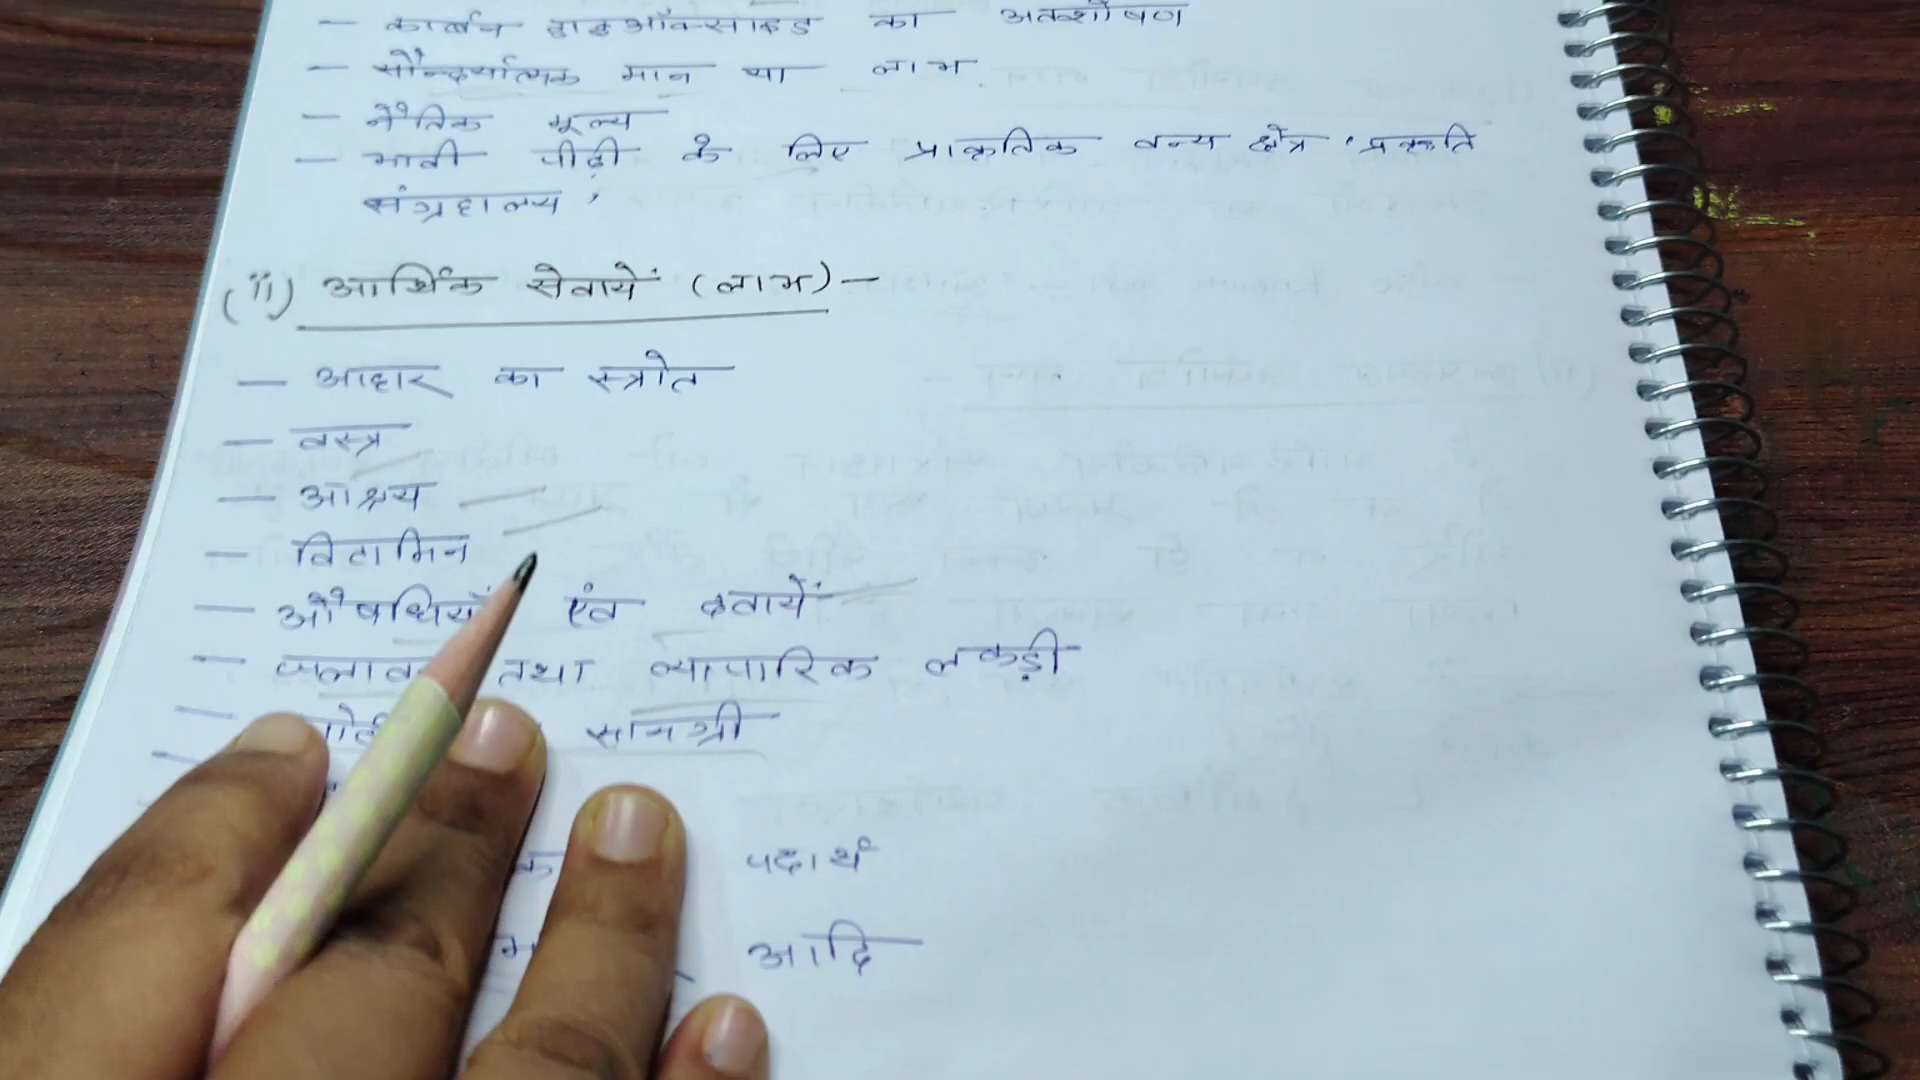 - कार्बन डाइऑक्साइड का अवशोषण
- सौन्दर्यात्मक मान या लाभ
- नैतिक मूल्य
- भावी पीढ़ी के लिए प्राकृतिक वन्य क्षेत्र 'प्रकृति
संग्रहालय'
(ii) आर्थिक सेवायें (लाभ) -
- आहार का स्त्रोत
- वस्त्र
- आश्रय
- विटामिन
- औषधियाँ एंव दवायें
- तथा व्यापारिक लकड़ी
- सामग्री
पदार्थ
आदि